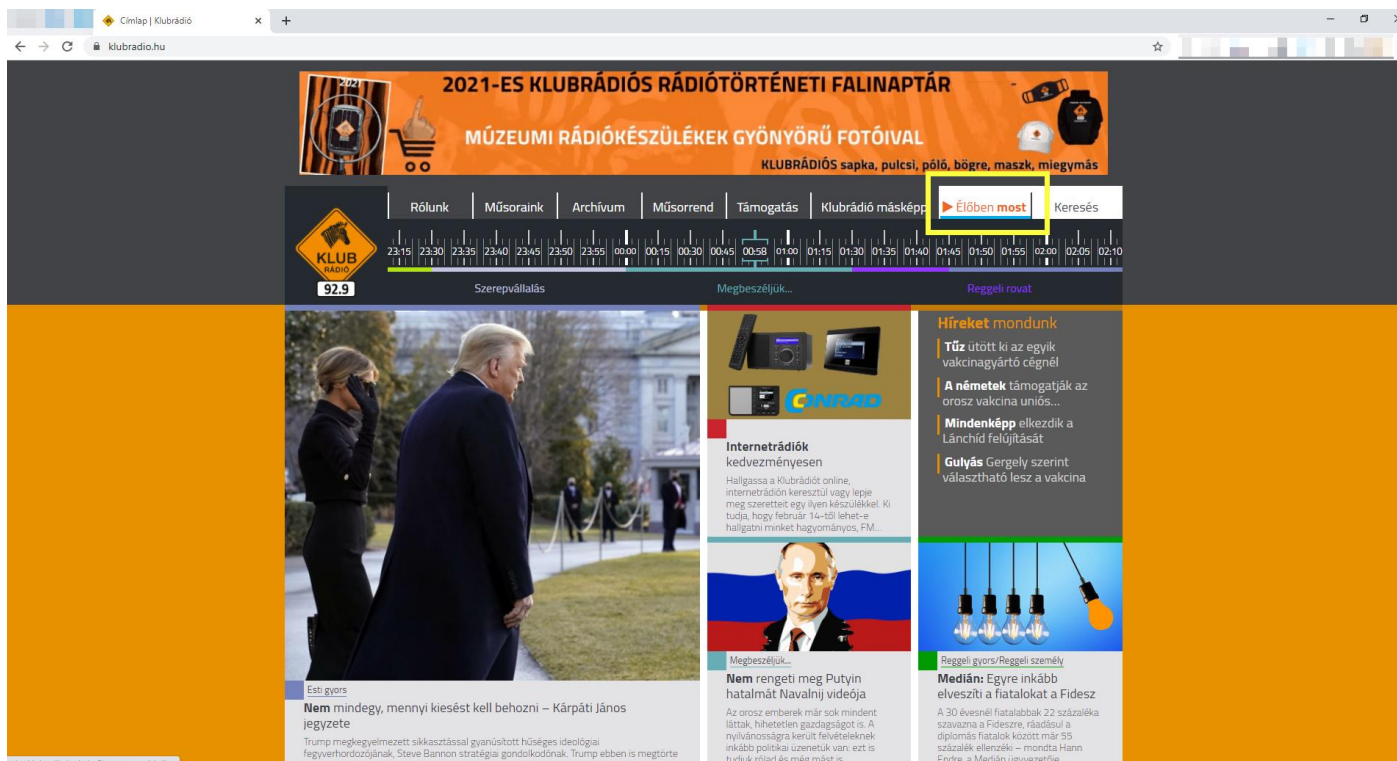 Címlap | Klubrádió
klubradio.hu
2021
2021-ES KLUBRÁDIÓS RÁDIÓTÖRTÉNETI FALINAPTÁR
MÚZEUMI RÁDIÓKÉSZÜLÉKEK GYÖNYÖRŰ FOTÓIVAL
KLUBRÁDIÓS sapka, pulcsi, póló, bögre, maszk, miegymás
Rólunk Műsoraink Archívum Műsorrend Támogatás Klubrádió másképp Élőben most Keresés
KLUB
RÁDIÓ
92.9
23:15 23:30 23:35 23:40 23:45 23:50 23:55 00:00 00:15 00:30 00:45 00:58 01:00 01:15 01:30 01:35 01:40 01:45 01:50 01:55 02:00 02:05 02:10
Szerepvállalás Megbeszéljük... Reggeli rovat
Esti gyors
Nem mindegy, mennyi kiesést kell behozni – Kárpáti János
jegyzete
Trump megkegyelmezett sikkasztással gyanúsított hűséges ideológiai
fegyverhordozójának, Steve Bannon stratégiai gondolkodónak. Trump ebben is megtörte
CONRAD
Internetrádiók
kedvezményesen
Hallgassa a Klubrádiót online,
internetrádión keresztül vagy lepje
meg szeretteit egy ilyen készülékkel. Ki
tudja, hogy február 14-től lehet-e
hallgatni minket hagyományos, FM...
Megbeszéljük...
Nem rengeti meg Putyin
hatalmát Navalnij videója
Az orosz emberek már sok mindent
láttak, hihetetlen gazdagságot is. A
nyilvánosságra került felvételeknek
inkább politikai üzenetük van: ezt is
tudjuk rólad és még mást is
Híreket mondunk
Tűz ütött ki az egyik
vakcinagyártó cégnél
A németek támogatják az
orosz vakcina uniós...
Mindenképp elkezdik a
Lánchíd felújítását
Gulyás Gergely szerint
választható lesz a vakcina
Reggeli gyors/Reggeli személy
Medián: Egyre inkább
elveszíti a fiatalokat a Fidesz
A 30 évesnél fiatalabbak 22 százaléka
szavazna a Fideszre, ráadásul a
diplomás fiatalok között már 55
százalék ellenzéki – mondta Hann
Endre, a Medián ügyvezetője